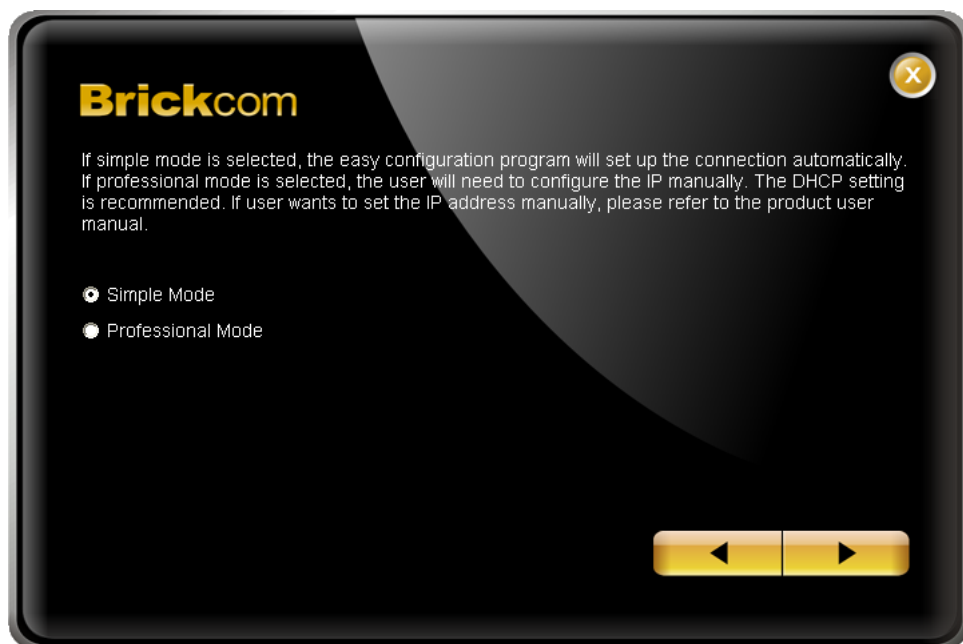 Brickcom
X
If simple mode is selected, the easy configuration program will set up the connection automatically.
If professional mode is selected, the user will need to configure the IP manually. The DHCP setting
is recommended. If user wants to set the IP address manually, please refer to the product user
manual.
Simple Mode
Professional Mode